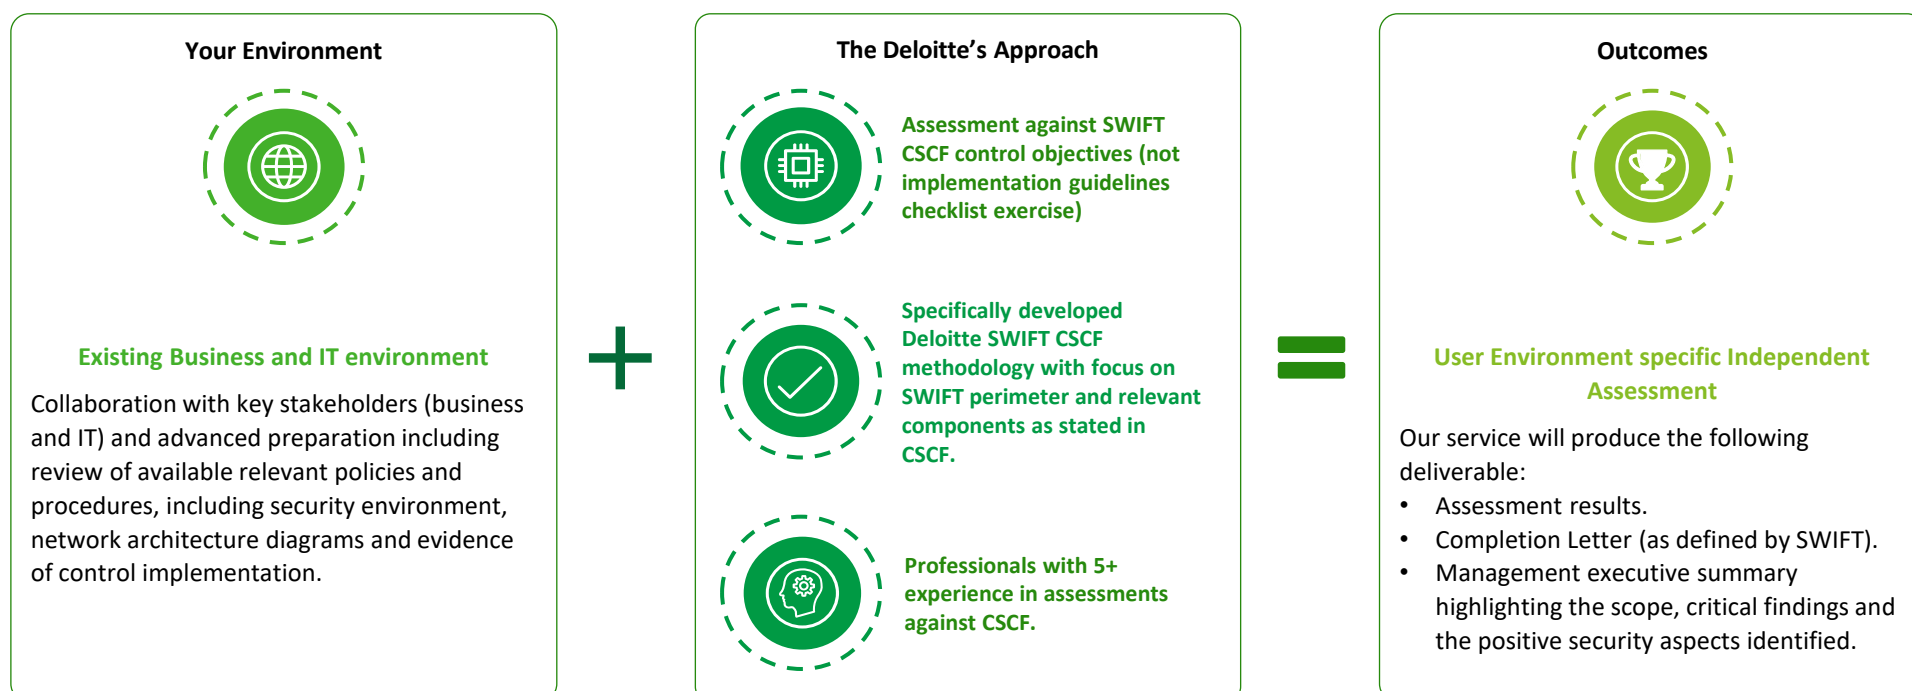 Your Environment
Existing Business and IT environment
Collaboration with key stakeholders (business
and IT) and advanced preparation including
review of available relevant policies and
procedures, including security environment,
network architecture diagrams and evidence
of control implementation.
+
The Deloitte’s Approach
Assessment against SWIFT
CSCF control objectives (not
implementation guidelines
checklist exercise)
Specifically developed
Deloitte SWIFT CSCF
methodology with focus on
SWIFT perimeter and relevant
components as stated in
CSCF.
Professionals with 5+
experience in assessments
against CSCF.
=
Outcomes
User Environment specific Independent
Assessment
Our service will produce the following
deliverable:
• Assessment results.
• Completion Letter (as defined by SWIFT).
• Management executive summary
highlighting the scope, critical findings and
the positive security aspects identified.